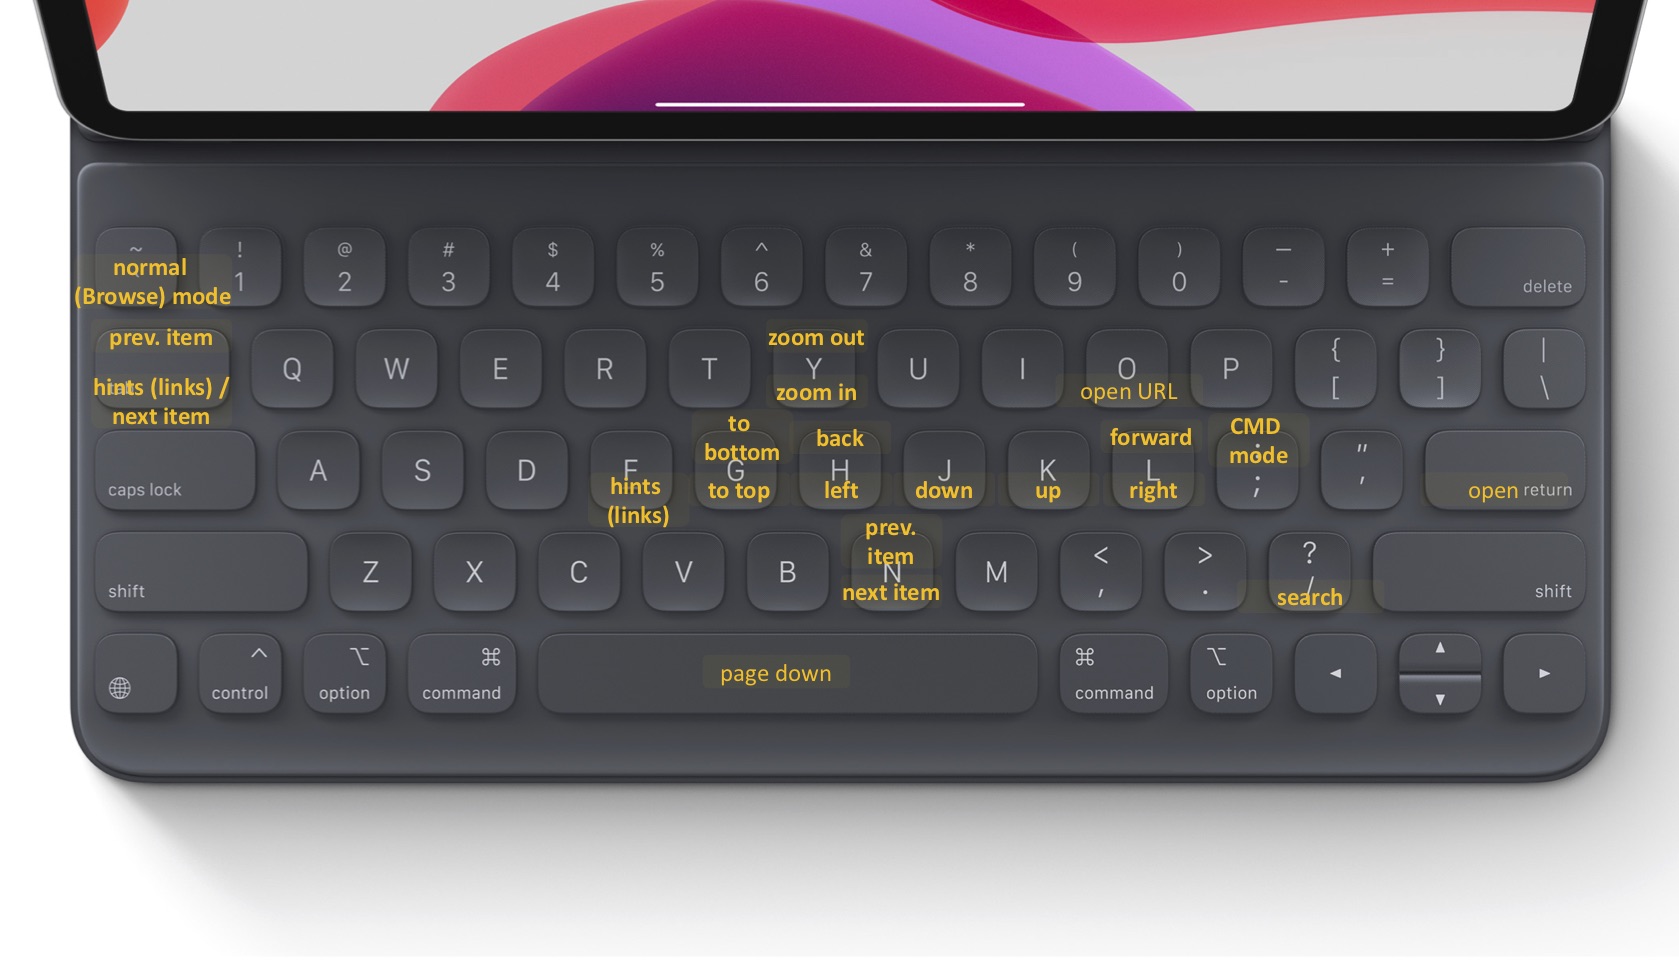 ~ ! @ # $ % ^ & * ( ) — +
normal
(Browse) mode
1 2 3 4 5 6 7 8 9 0 - = delete
prev. item
zoom out
Q W E R T Y U I O P { [ } ] | \
hints (links) /
next item
zoom in
open URL
to
bottom
back
forward
CMD
mode
caps lock A S D F G H J K L : ; " ' return
hints
(links)
to top
left
down
up
right
open
prev.
item
shift Z X C V B N M < , > . ? / shift
next item
search
^ ⌥ ⌘ ⌘ ⌥ ▲
page down
◄ ►
control option command command option ▼